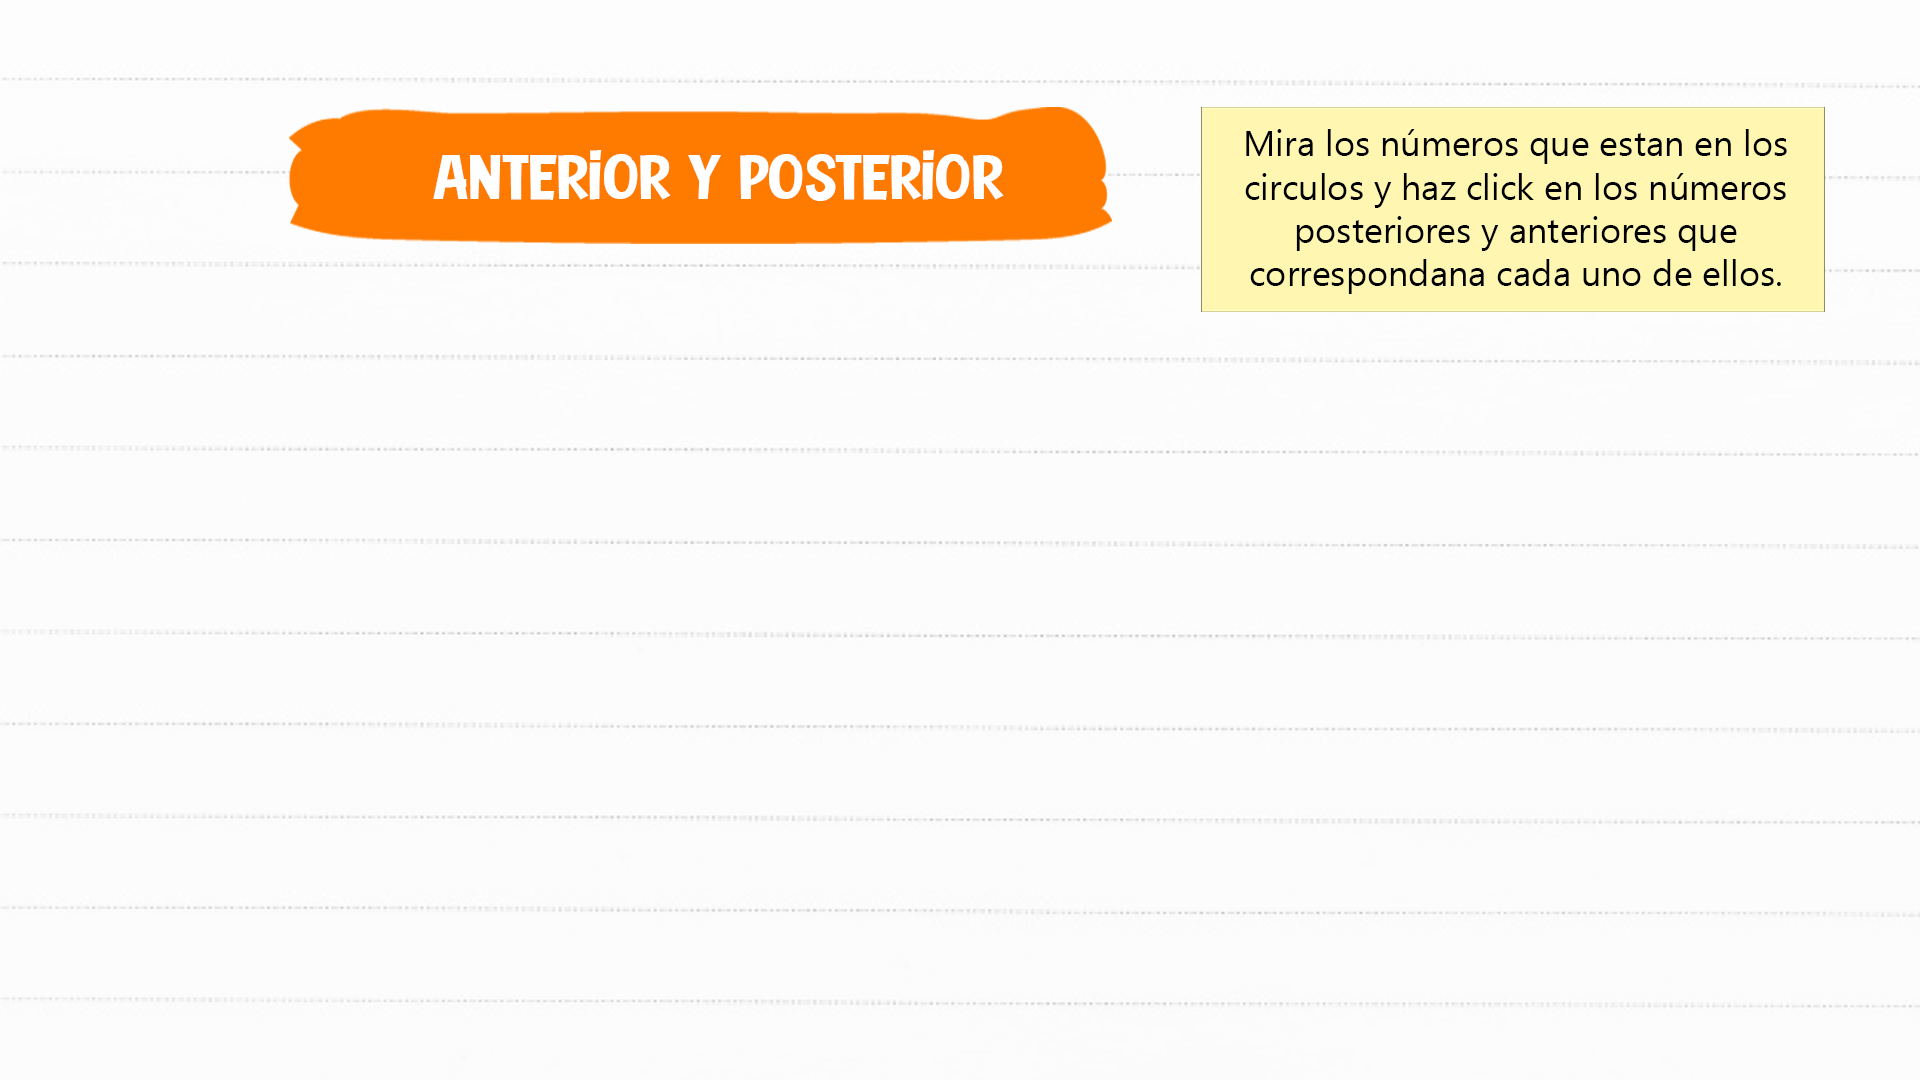 ANTERiOR Y POSTERiOR
Mira los números que estan en los
circulos y haz click en los números
posteriores y anteriores que
correspondana cada uno de ellos.